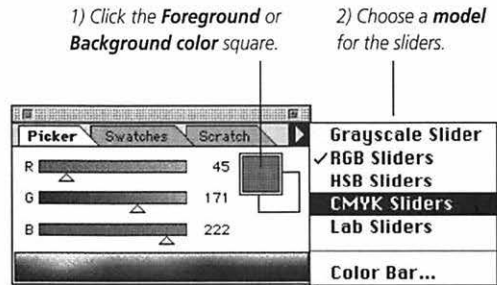 1) Click the Foreground or
Background color square.
2) Choose a model
for the sliders.
Picker Swatches Scratch
R 45
G 171
B 222
Grayscale Slider
✓RGB Sliders
HSB Sliders
CMYK Sliders
Lab Sliders
Color Bar...